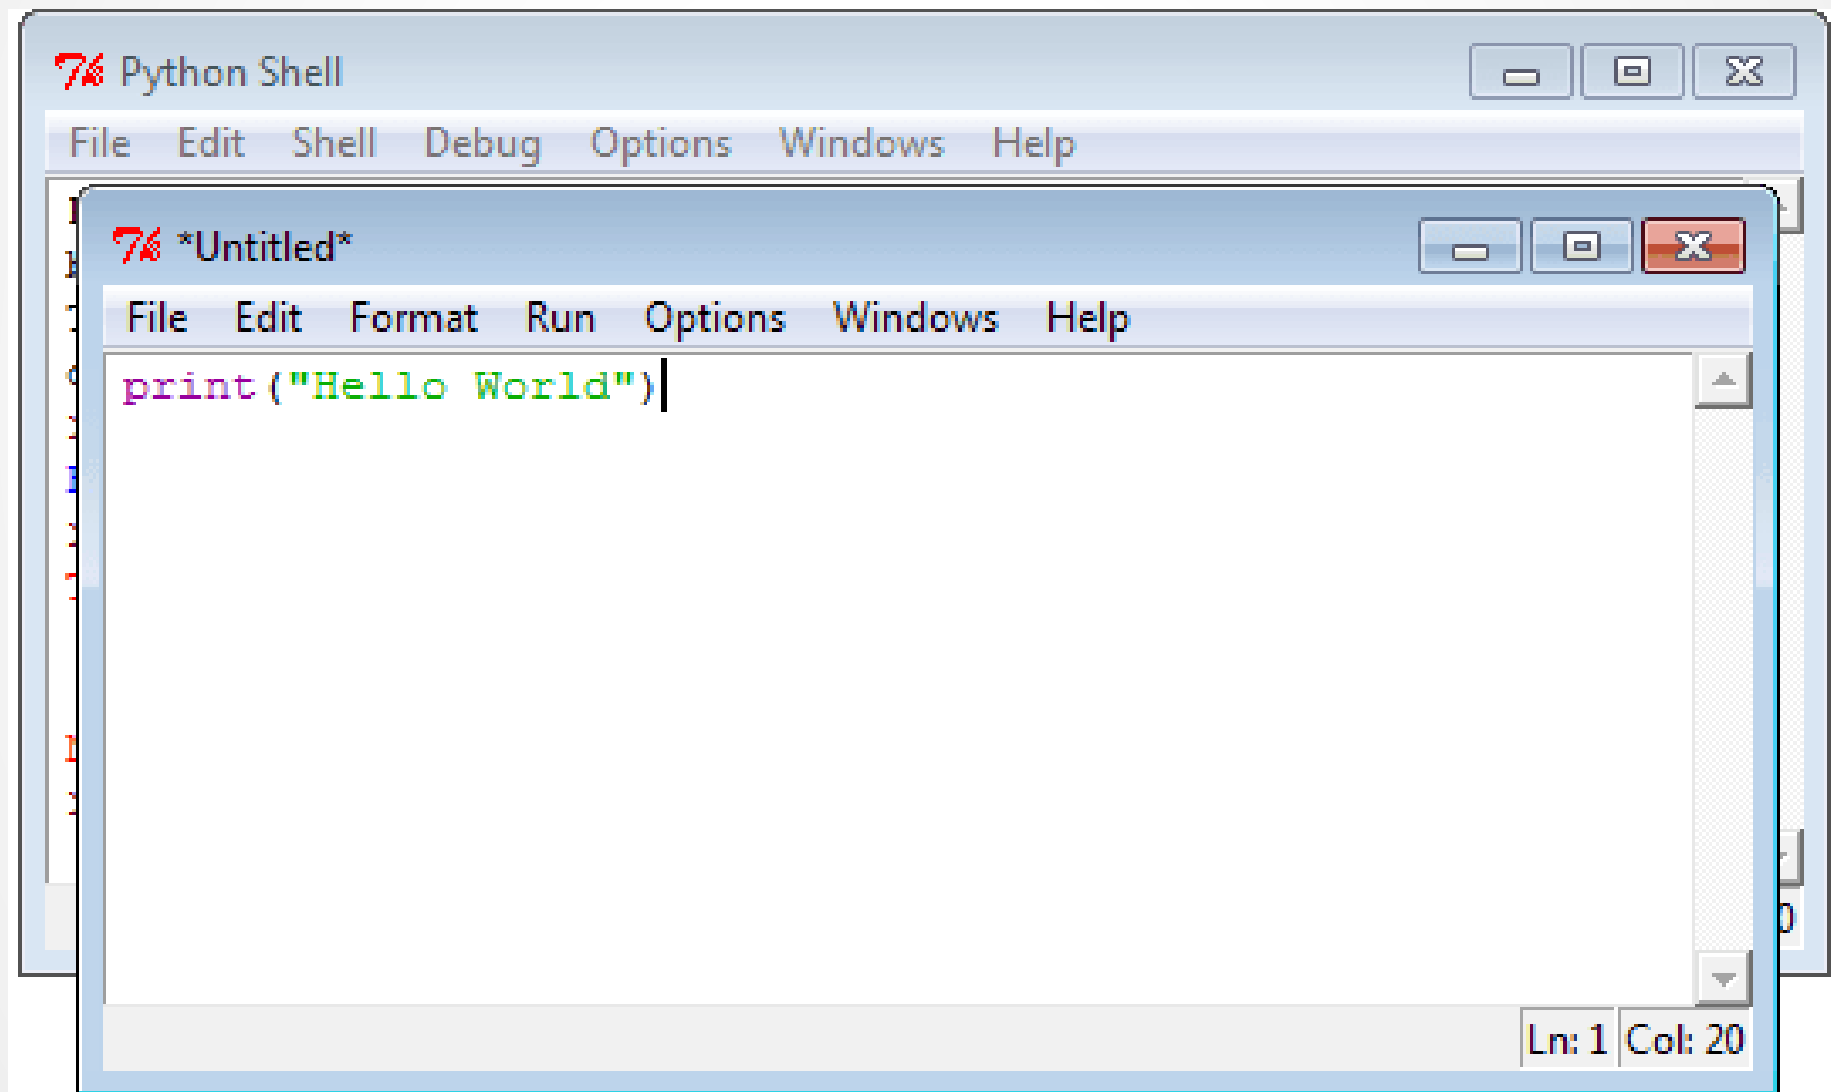 Python Shell
File Edit Shell Debug Options Windows Help
*Untitled*
File Edit Format Run Options Windows Help
print("Hello World")
Ln: 1 Col: 20